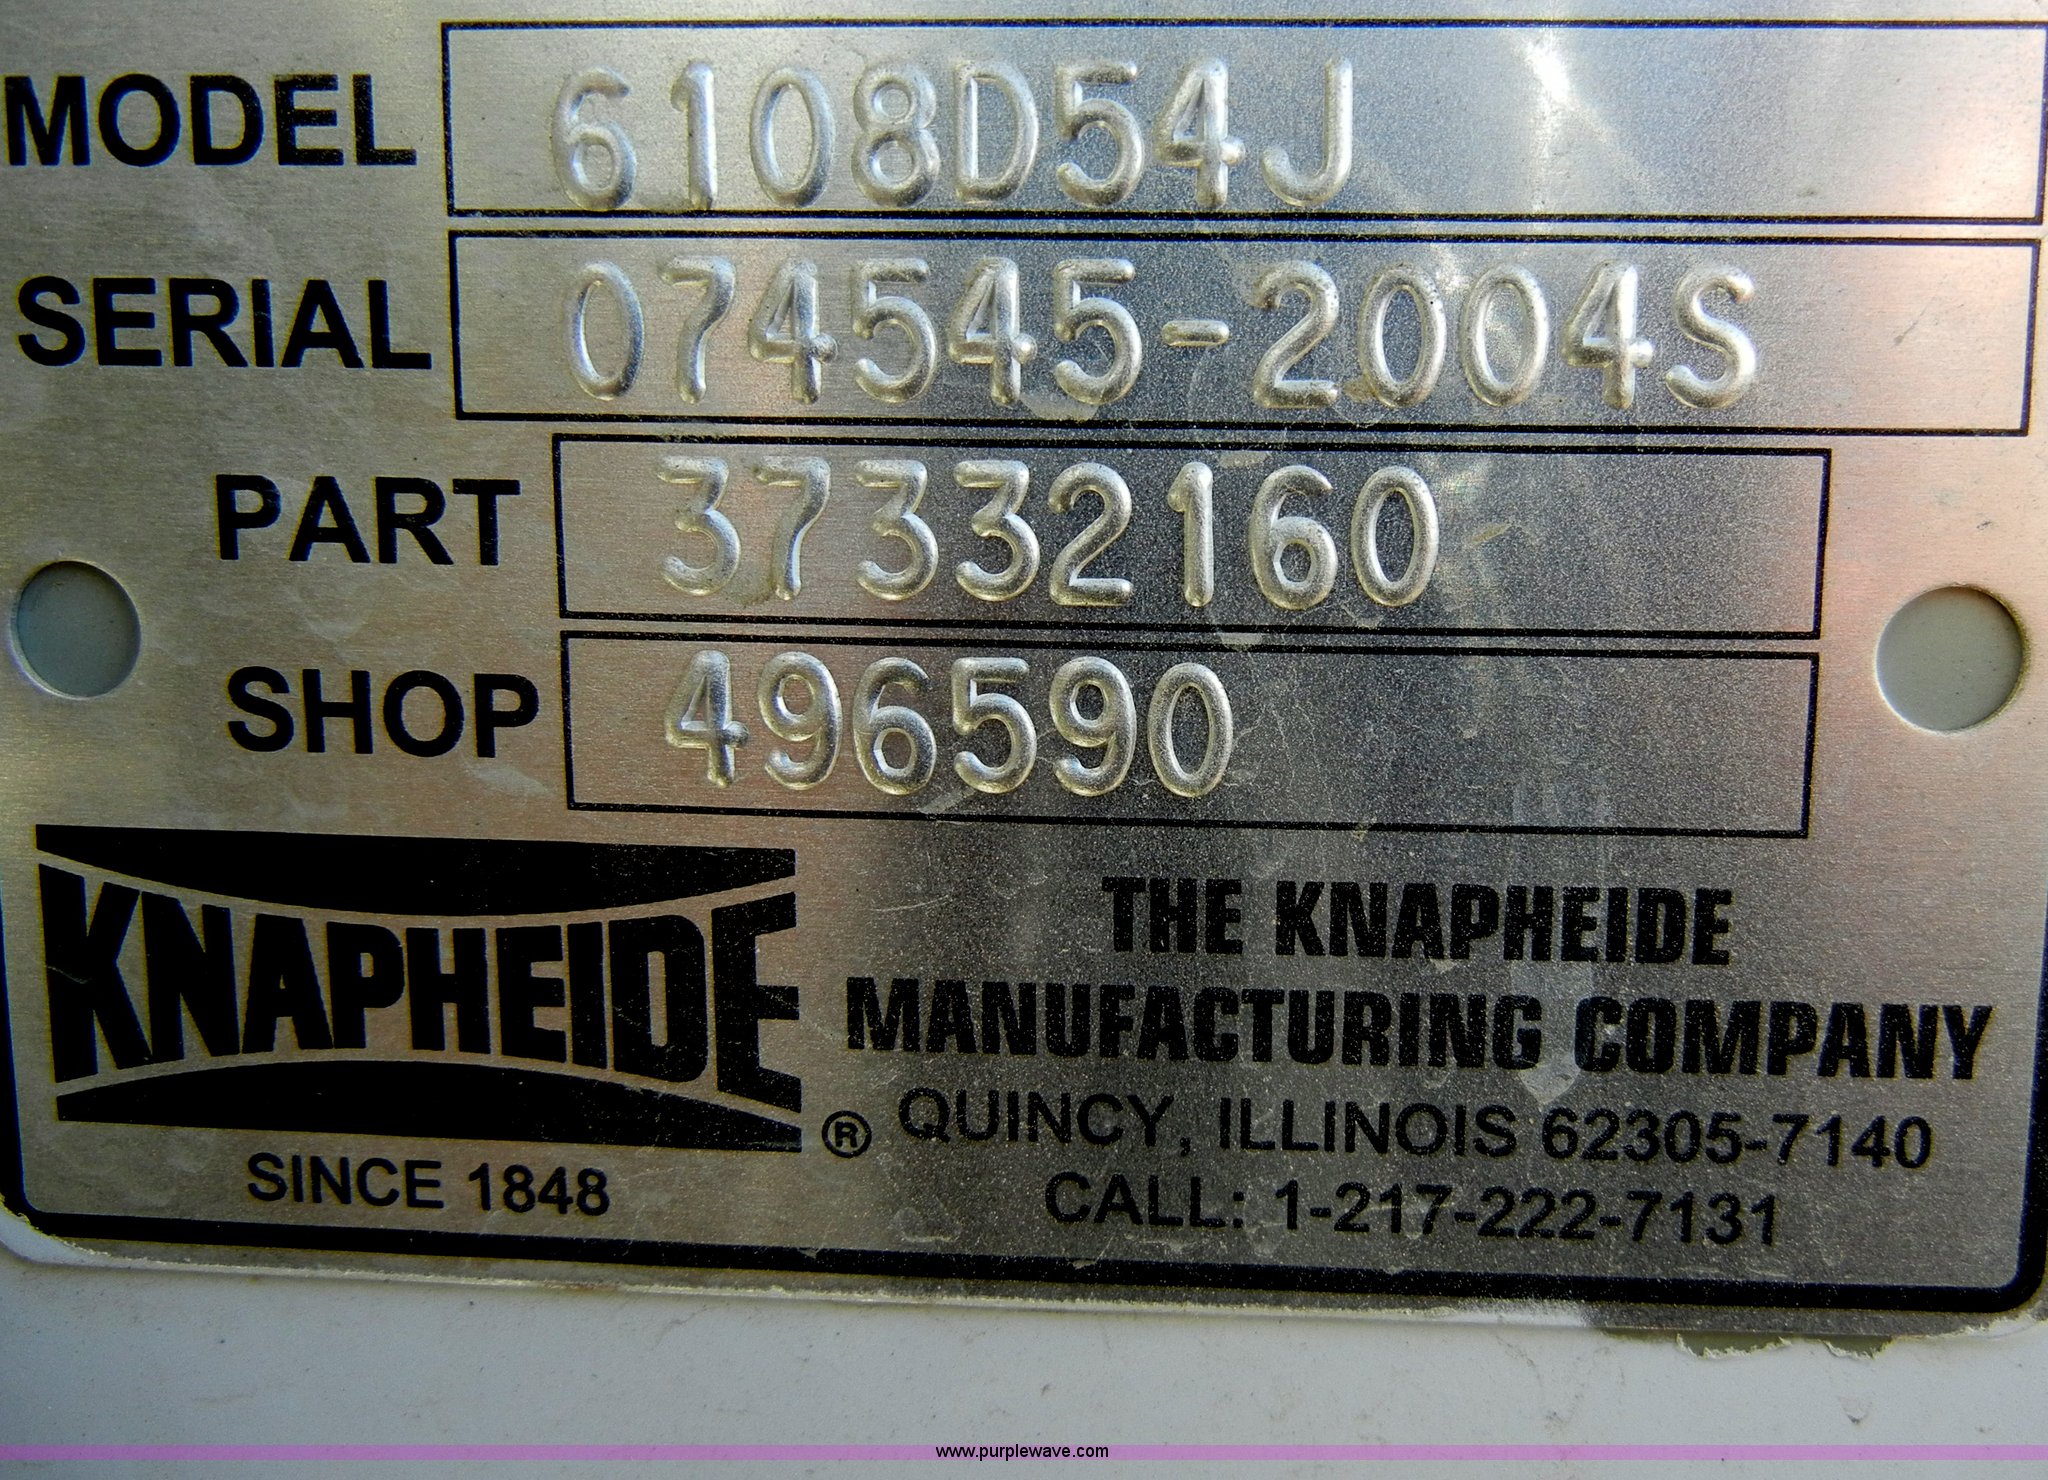 MODEL 6108D54J
SERIAL 074545-2004S
PART 37332160
SHOP 496590
KNAPHEIDE
®
SINCE 1848
THE KNAPHEIDE
MANUFACTURING COMPANY
QUINCY, ILLINOIS 62305-7140
CALL: 1-217-222-7131
www.purplewave.com